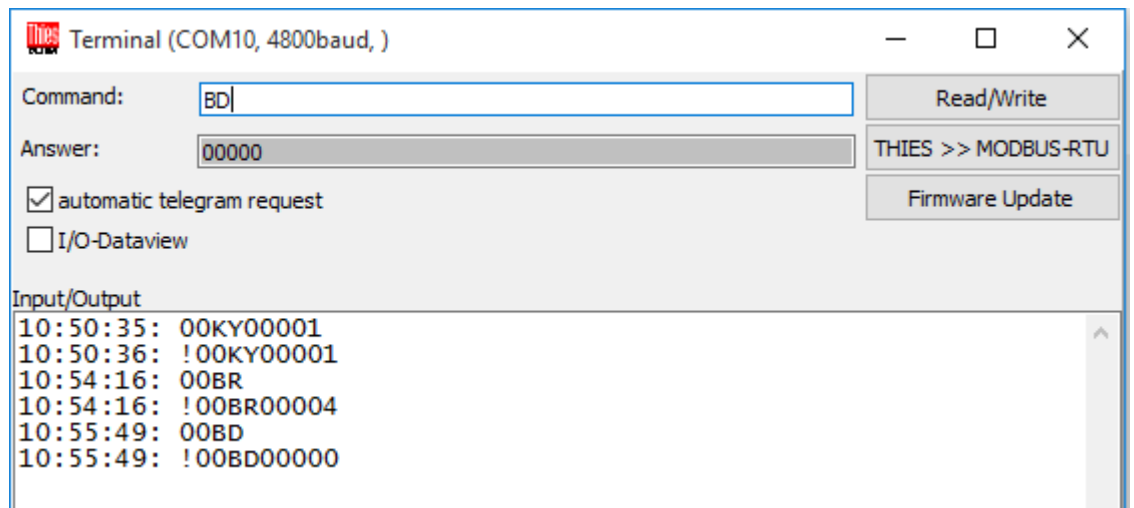 Thies
Terminal (COM10, 4800baud, )
Command:
BD
Read/Write
Answer:
00000
THIES >> MODBUS-RTU
automatic telegram request
Firmware Update
I/O-Dataview
Input/Output
10:50:35: 00KY00001
10:50:36: !00KY00001
10:54:16: 00BR
10:54:16: !00BR00004
10:55:49: 00BD
10:55:49: !00BD00000